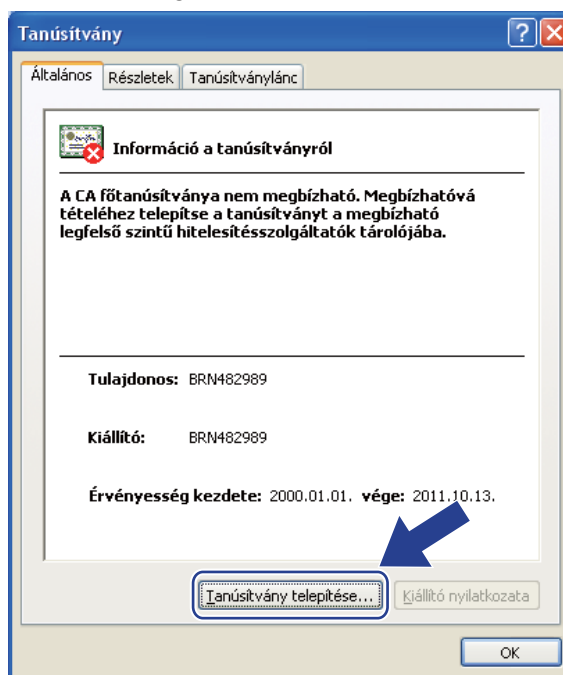 Tanúsítvány
Általános Részletek Tanúsítványlánc
Információ a tanúsítványról
A CA főtanúsítványa nem megbízható. Megbízhatóvá
tételéhez telepítse a tanúsítványt a megbízható
legfelső szintű hitelesítésszolgáltatók tárolójába.
Tulajdonos: BRN482989
Kiállító: BRN482989
Érvényesség kezdete: 2000.01.01. vége: 2011.10.13.
Tanúsítvány telepítése... Kiállító nyilatkozata
OK